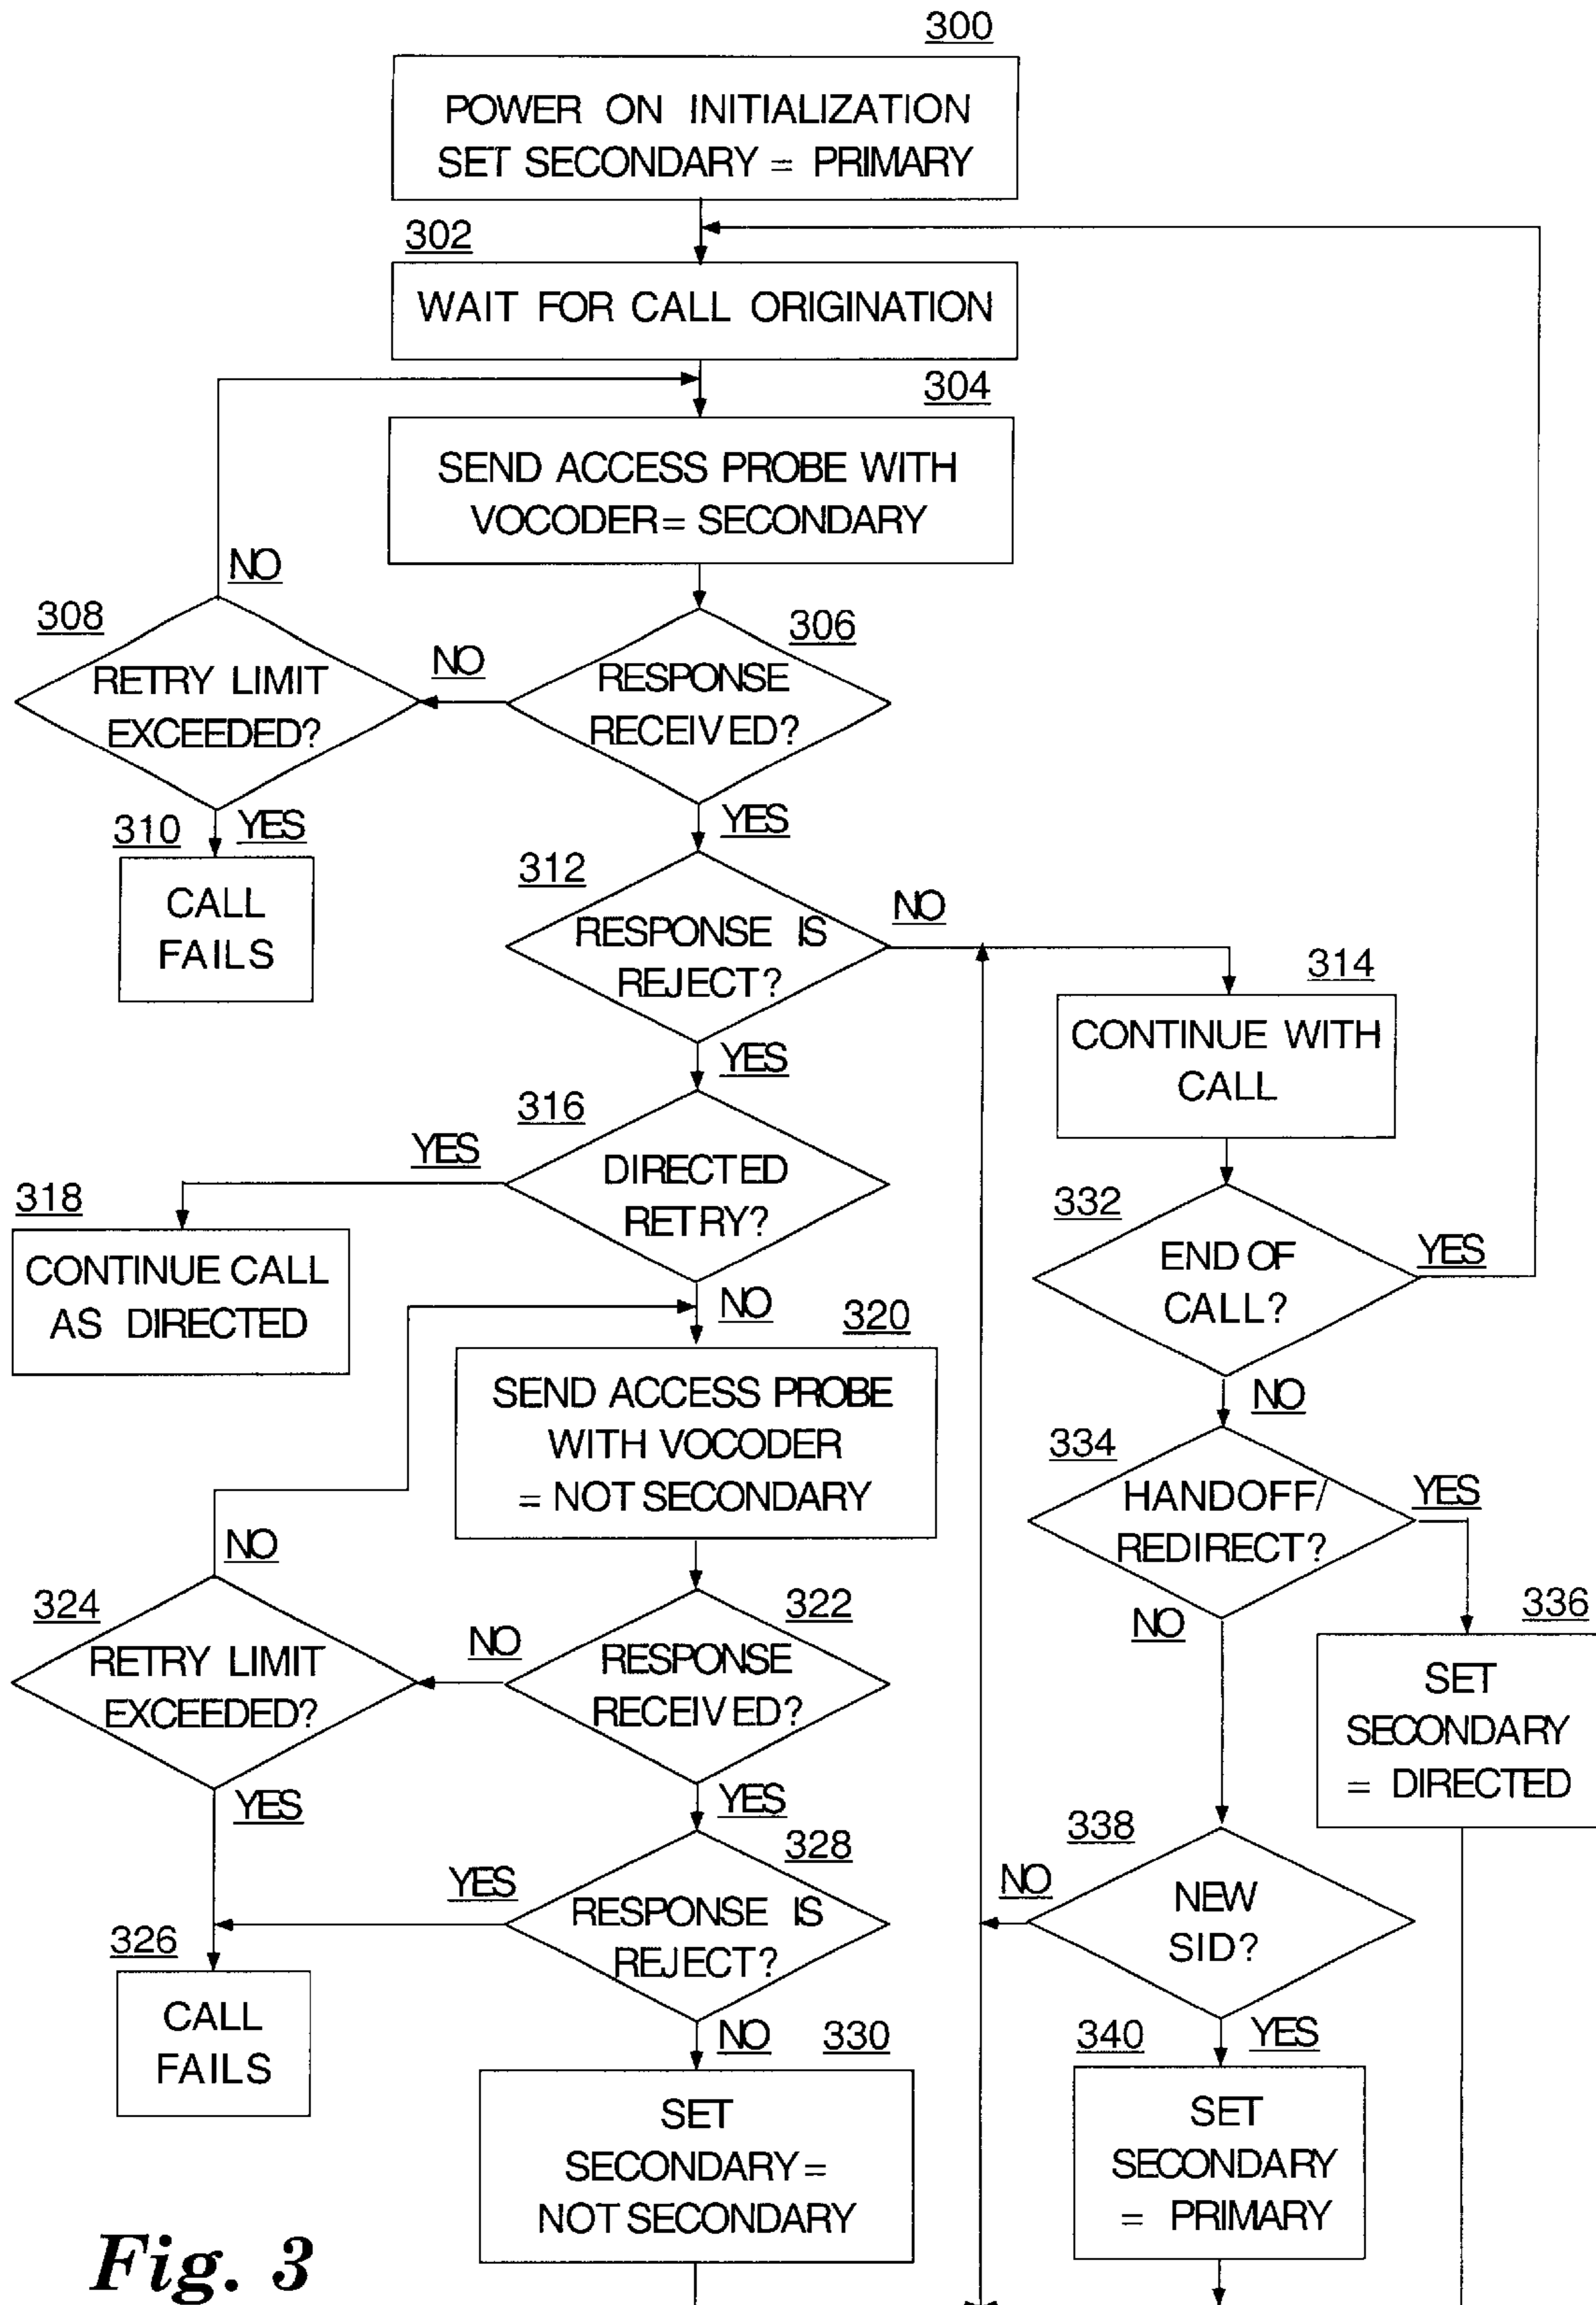 300
POWER ON INITIALIZATION
SET SECONDARY = PRIMARY
302
WAIT FOR CALL ORIGINATION
304
SEND ACCESS PROBE WITH
VOCODER= SECONDARY
NO
308
RETRY LIMIT
EXCEEDED?
NO
306
RESPONSE
RECEIVED?
310
YES
CALL
FAILS
YES
312
RESPONSE IS
REJECT?
NO
314
CONTINUE WITH
CALL
YES
316
DIRECTED
RETRY?
YES
318
CONTINUE CALL
AS DIRECTED
332
END OF
CALL?
YES
NO
320
SEND ACCESS PROBE
WITH VOCODER
= NOT SECONDARY
NO
334
HANDOFF/
REDIRECT?
YES
NO
336
SET
SECONDARY
= DIRECTED
NO
324
RETRY LIMIT
EXCEEDED?
NO
322
RESPONSE
RECEIVED?
YES
YES
328
RESPONSE IS
REJECT?
YES
326
CALL
FAILS
338
NO
NEW
SID?
NO
330
SET
SECONDARY=
NOT SECONDARY
340
YES
SET
SECONDARY
= PRIMARY
Fig. 3